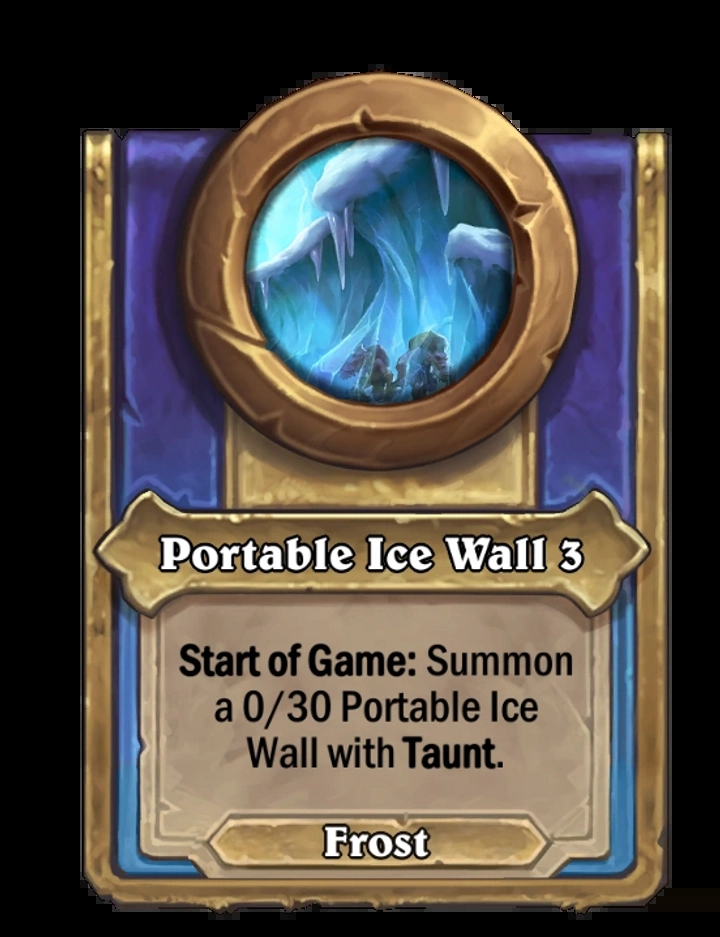 Portable Ice Wall 3
Start of Game: Summon
a 0/30 Portable Ice
Wall with Taunt.
Frost